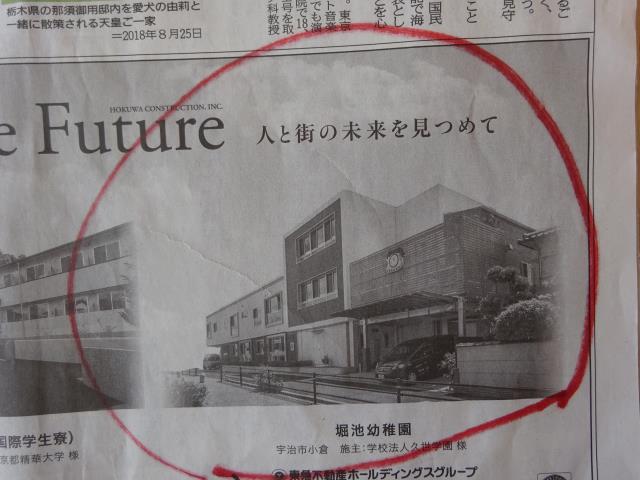 栃木県の那須御用邸内を愛犬の由莉と
一緒に散策される天皇ご一家
=2018年8月25日
HOKUWA CONSTRUCTION, INC.
e Future
人と街の未来を見つめて
国際学生寮)
京都精華大学 様
堀池幼稚園
宇治市小倉 施主:学校法人久世学園 様
東急不動産ホールディングスグループ